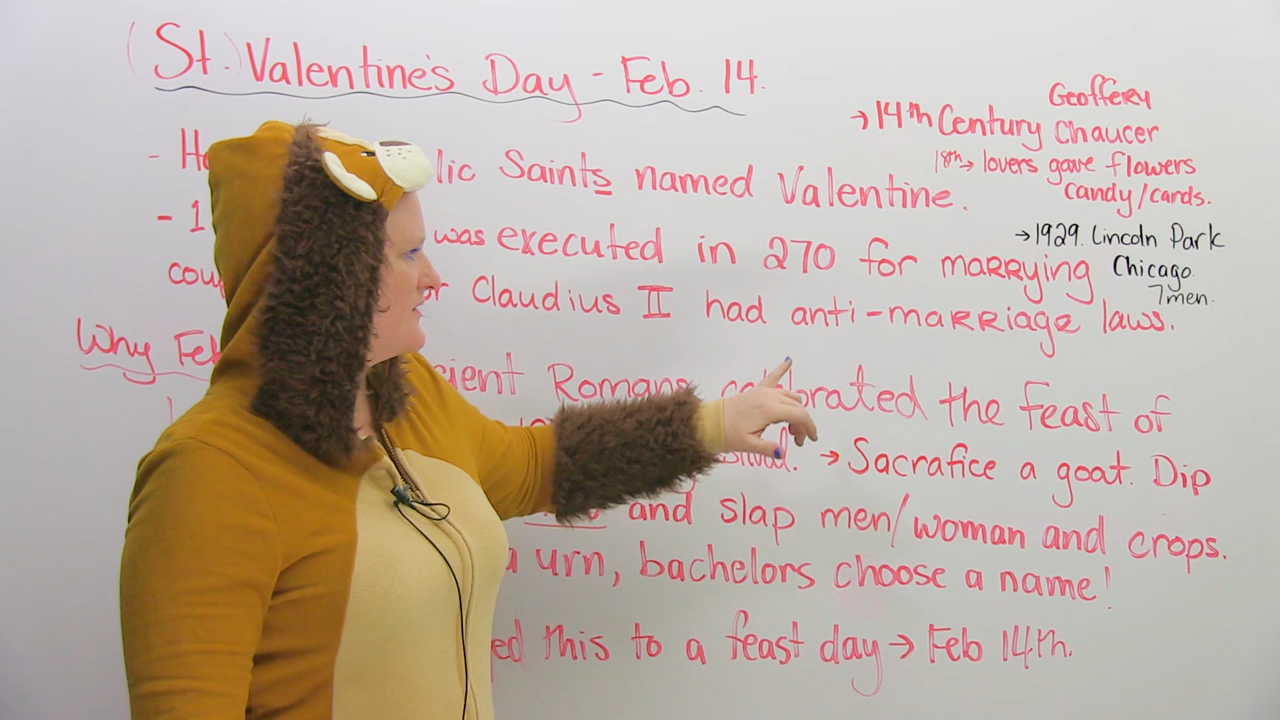 (St.) Valentine's Day - Feb. 14.
Geoffery
→ 14th Century Chaucer
18th → lovers gave flowers
candy/cards.
- lic Saints named Valentine.
→ 1929. Lincoln Park
Chicago.
7men.
- 1 was executed in 270 for marrying
Claudius II had anti-marriage laws.
Why
Romans celebrated the feast of
→ Sacrafice a goat. Dip
and slap men/woman and crops.
a urn, bachelors choose a name!
ed this to a feast day → Feb 14th.